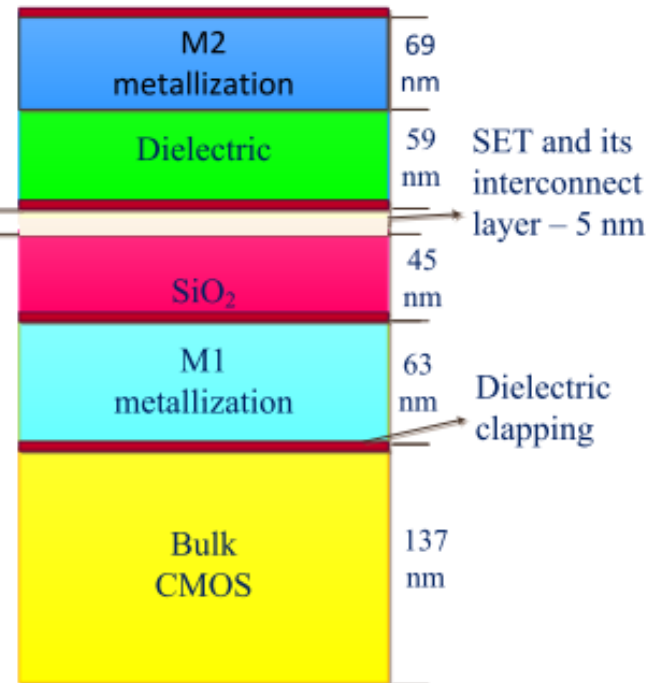 M2
metallization
69
nm
Dielectric
59
nm
SET and its
interconnect
layer – 5 nm
SiO₂
45
nm
M1
metallization
63
nm
Dielectric
clapping
Bulk
CMOS
137
nm